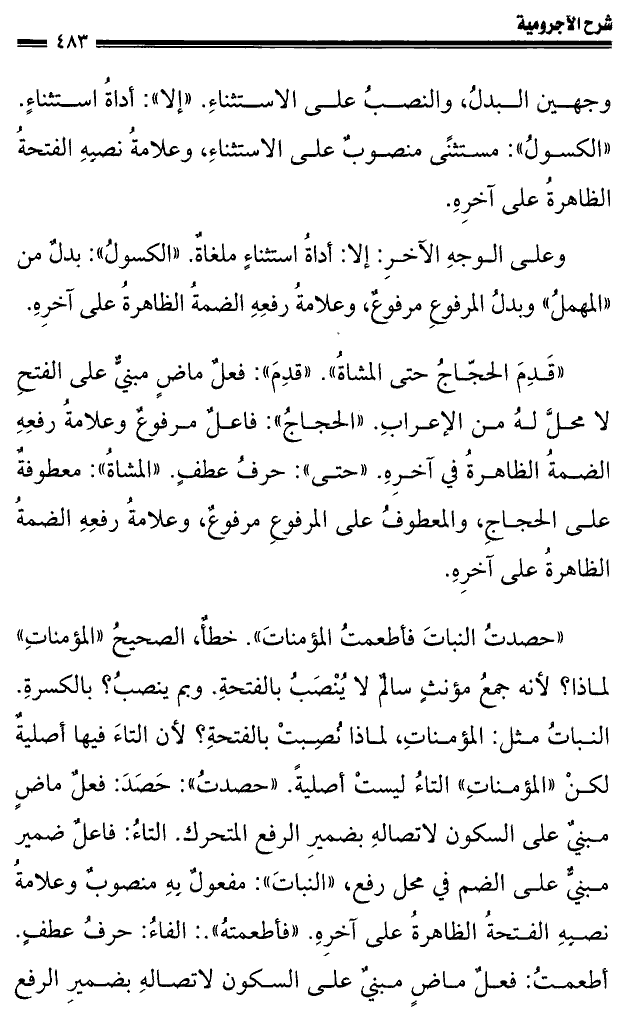 شرح الآجرومية
٤٨٣
وجهين البدلُ، والنصبُ على الاستثناءِ. «إلا»: أداةُ استثناءٍ.
«الكسولُ»: مستثنًى منصوبٌ على الاستثناءِ، وعلامةُ نصبِهِ الفتحةُ
الظاهرةُ على آخرِهِ.
وعلى الوجهِ الآخرِ: إلا: أداةُ استثناءٍ ملغاةٌ. «الكسولُ»: بدلٌ من
«المهملُ» وبدلُ المرفوعِ مرفوعٌ، وعلامةُ رفعِهِ الضمةُ الظاهرةُ على آخرِهِ.
«قَدِمَ الحجّاجُ حتى المشاةُ». «قدِمَ»: فعلٌ ماضٍ مبنيٌّ على الفتحِ
لا محلَّ لهُ من الإعرابِ. «الحجاجُ»: فاعلٌ مرفوعٌ وعلامةُ رفعِهِ
الضمةُ الظاهرةُ في آخرِهِ. «حتى»: حرفُ عطفٍ. «المشاةُ»: معطوفةٌ
على الحجاجِ، والمعطوفُ على المرفوعِ مرفوعٌ، وعلامةُ رفعِهِ الضمةُ
الظاهرةُ على آخرِهِ.
«حصدتُ النباتَ فأطعمتُ المؤمناتَ». خطأٌ، الصحيحُ «المؤمناتِ»
لماذا؟ لأنه جمعُ مؤنثٍ سالمٌ لا يُنْصَبُ بالفتحةِ. وبم ينصبُ؟ بالكسرةِ.
النباتُ مثل: المؤمناتِ، لماذا نُصِبتْ بالفتحةِ؟ لأن التاءَ فيها أصليةٌ
لكنْ «المؤمناتِ» التاءُ ليستْ أصليةً. «حصدتُ»: حَصَدَ: فعلٌ ماضٍ
مبنيٌ على السكون لاتصالهِ بضميرِ الرفع المتحرك. التاءُ: فاعلٌ ضمير
مبنيٌّ على الضم في محل رفع، «النباتَ»: مفعولٌ بِهِ منصوبٌ وعلامةُ
نصبِهِ الفتحةُ الظاهرةُ على آخرِهِ. «فأطعمتهُ».: الفاءُ: حرفُ عطفٍ.
أطعمتُ: فعلٌ ماضٍ مبنيٌ على السكون لاتصالهِ بضميرِ الرفع